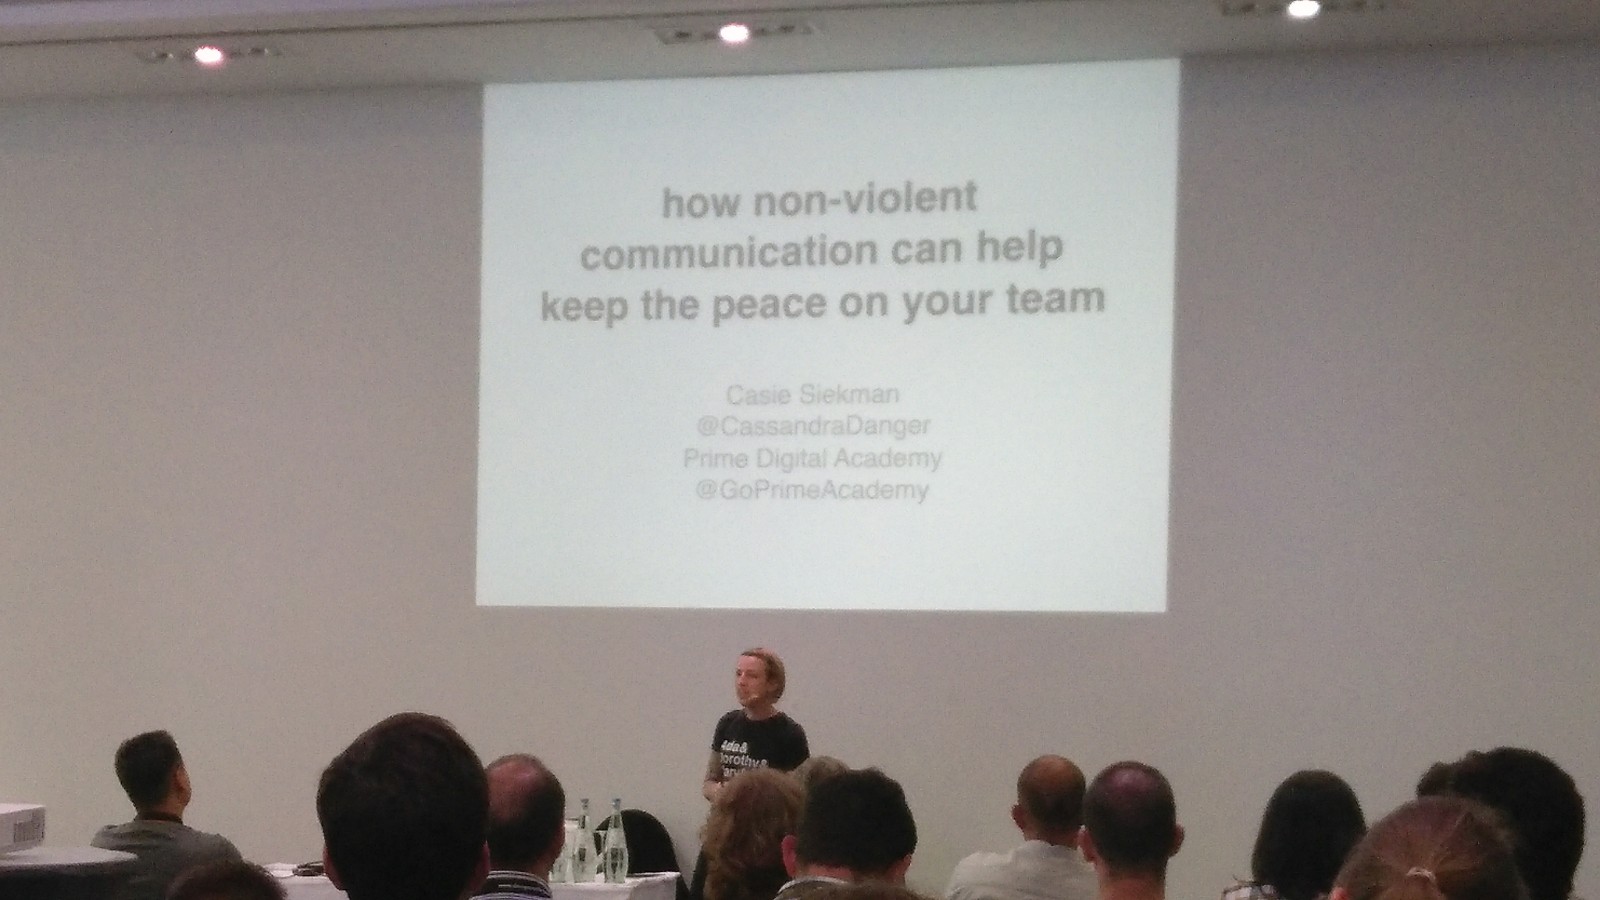 how non-violent
communication can help
keep the peace on your team
Casie Siekman
@CassandraDanger
Prime Digital Academy
@GoPrimeAcademy
Ada&